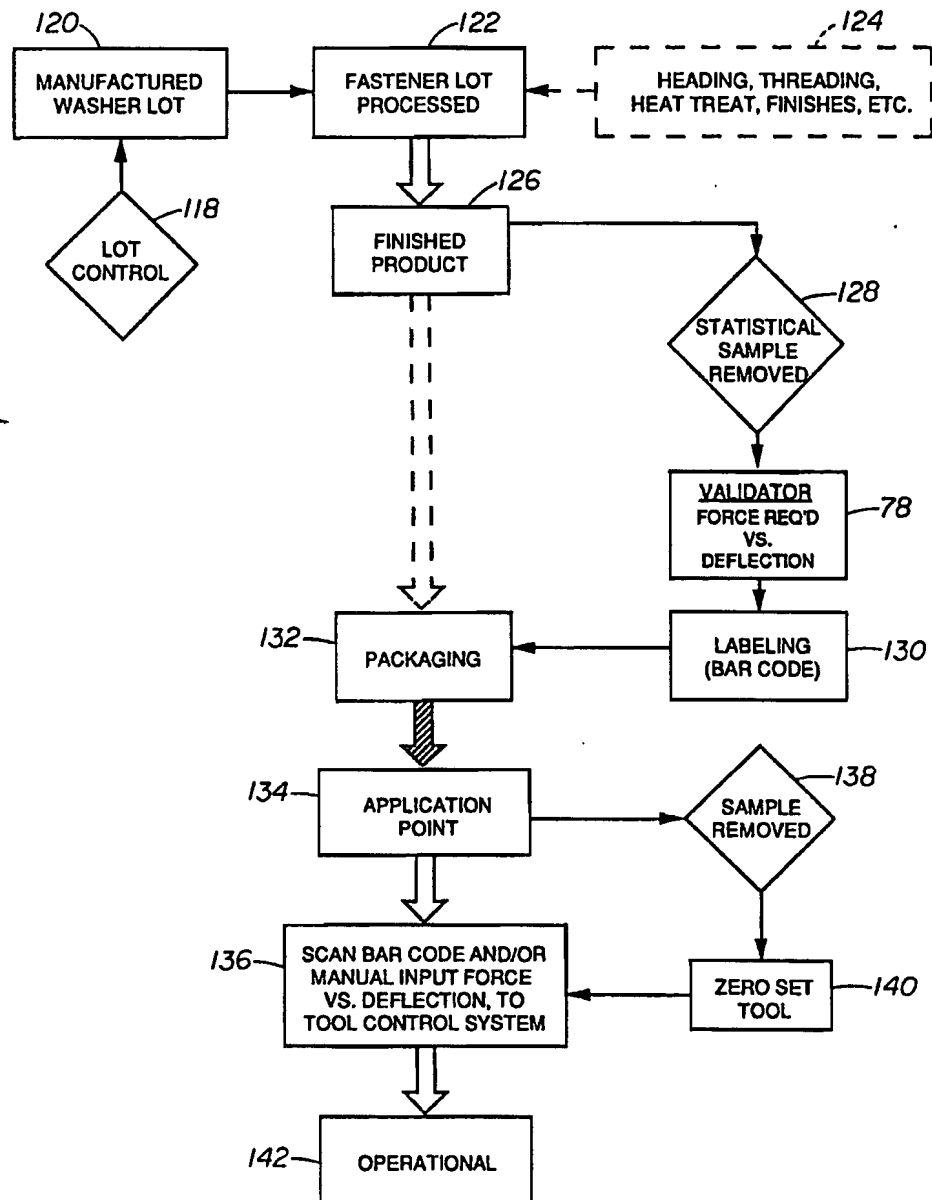 120
MANUFACTURED
WASHER LOT
122
FASTENER LOT
PROCESSED
124
HEADING, THREADING,
HEAT TREAT, FINISHES, ETC.
118
LOT
CONTROL
126
FINISHED
PRODUCT
128
STATISTICAL
SAMPLE
REMOVED
VALIDATOR
FORCE REQ'D
VS.
DEFLECTION
78
132
PACKAGING
LABELING
(BAR CODE)
130
134
APPLICATION
POINT
138
SAMPLE
REMOVED
136
SCAN BAR CODE AND/OR
MANUAL INPUT FORCE
VS. DEFLECTION, TO
TOOL CONTROL SYSTEM
ZERO SET
TOOL
140
142
OPERATIONAL